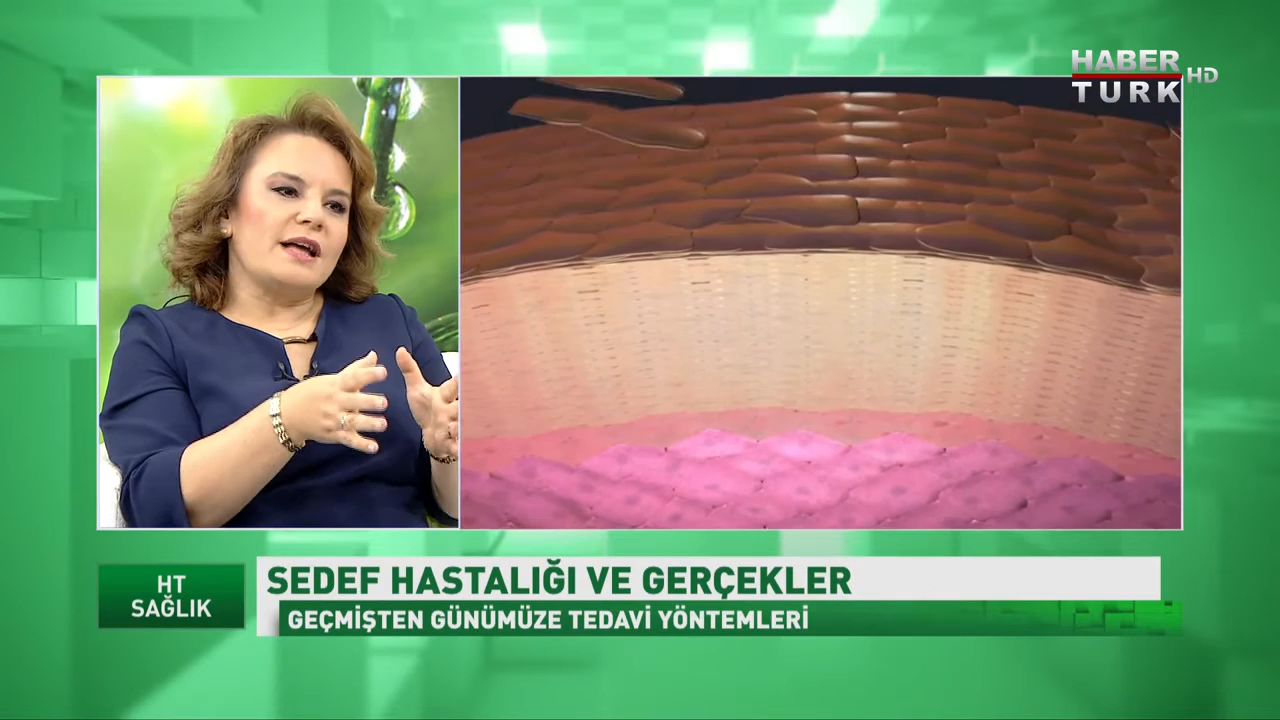 HABER
TURK HD
HT
SAĞLIK
SEDEF HASTALIĞI VE GERÇEKLER
GEÇMİŞTEN GÜNÜMÜZE TEDAVİ YÖNTEMLERİ